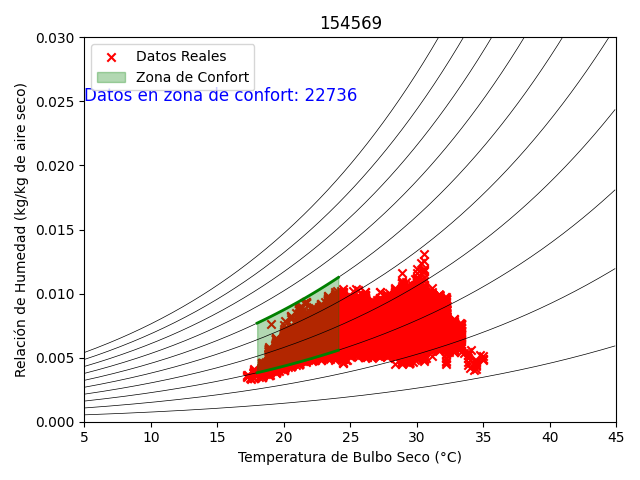 154569
Datos Reales
Zona de Confort
Datos en zona de confort: 22736
Relación de Humedad (kg/kg de aire seco)
0.030
0.025
0.020
0.015
0.010
0.005
0.000
5 10 15 20 25 30 35 40 45
Temperatura de Bulbo Seco (°C)